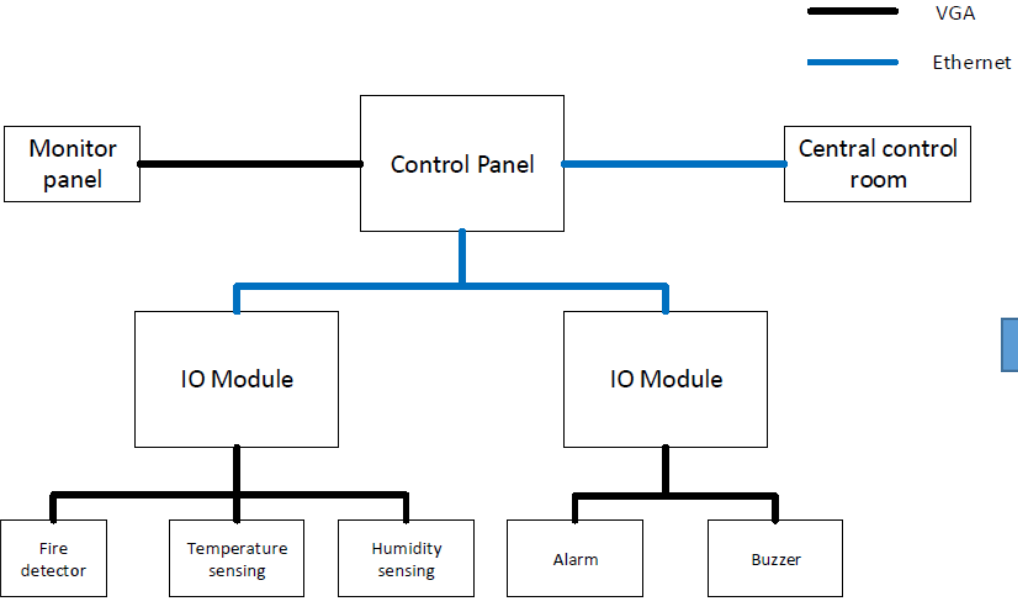 VGA
Ethernet
Monitor
panel
Control Panel
Central control
room
IO Module
IO Module
Fire
detector
Temperature
sensing
Humidity
sensing
Alarm
Buzzer